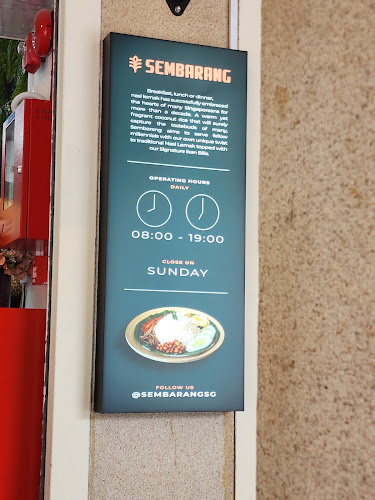 SEMBARANG
Breakfast, lunch or dinner,
nasi lemak has successfully embraced
the hearts of many Singaporeans for
more than a decade. A warm yet
fragrant coconut rice that will surely
capture the tastebuds of many.
Sembarang aims to serve fellow
millennials with our own unique twist
to traditional Nasi Lemak topped with
our Signature Ikan Bilis.
OPERATING HOURS
DAILY
08:00 - 19:00
CLOSE ON
SUNDAY
FOLLOW US
@SEMBARANGSG